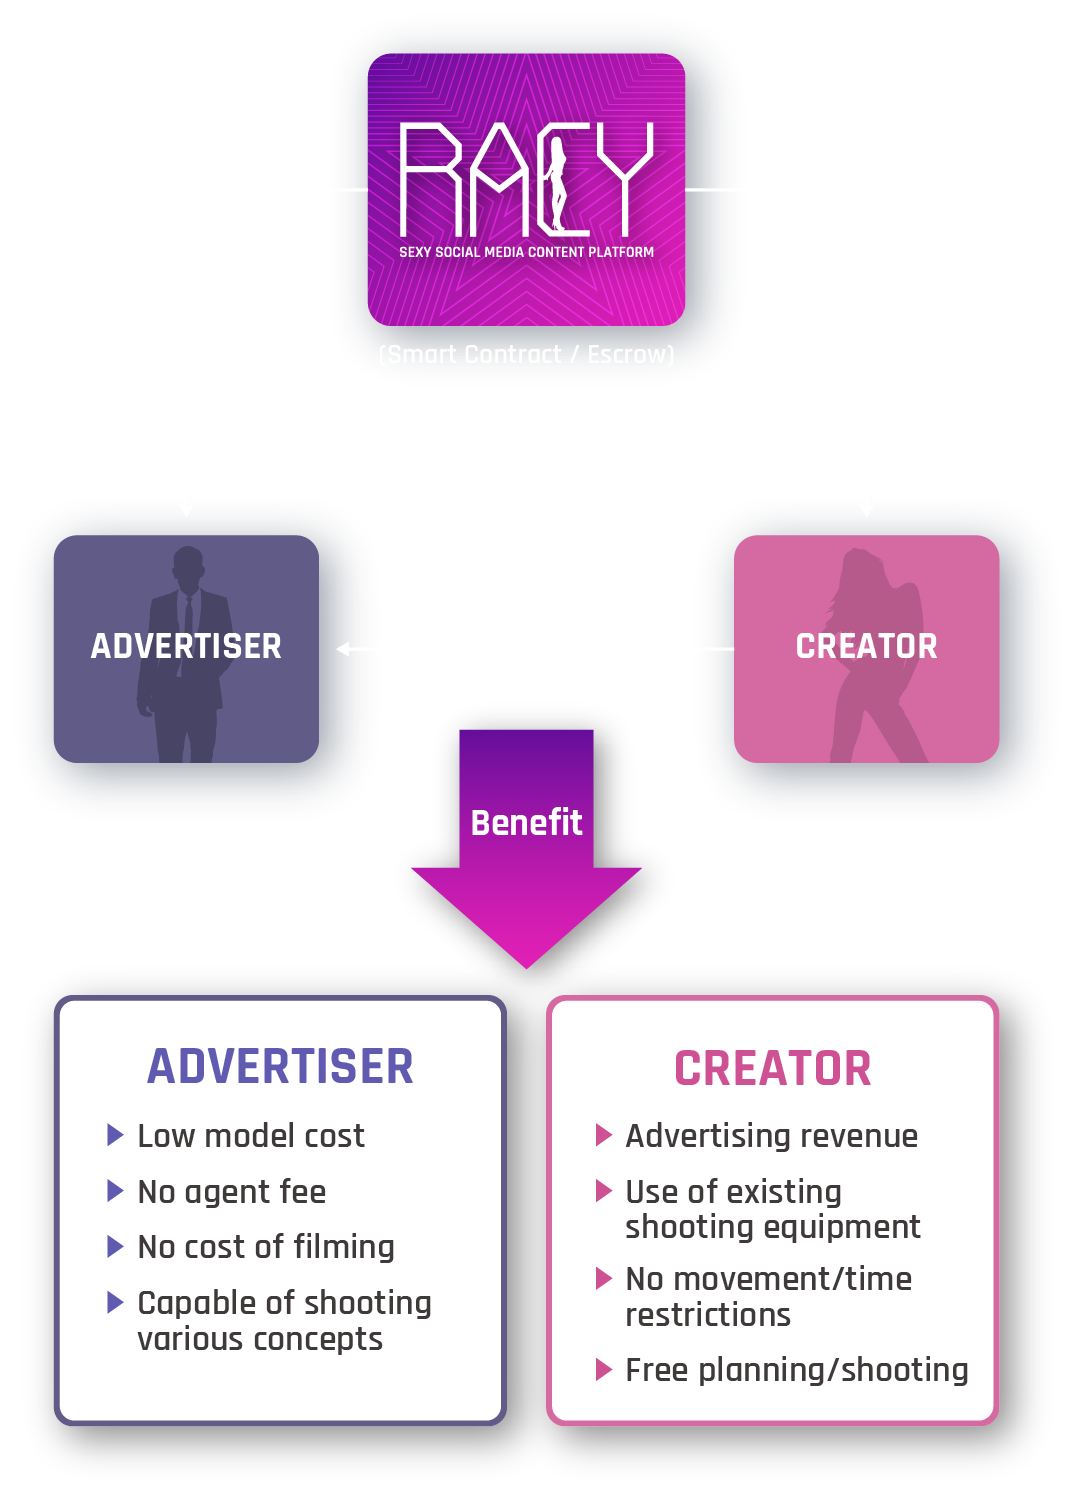 RACY
SEXY SOCIAL MEDIA CONTENT PLATFORM
(Smart Contract / Escrow)
ADVERTISER
CREATOR
Benefit
ADVERTISER
Low model cost
No agent fee
No cost of filming
Capable of shooting
various concepts
CREATOR
Advertising revenue
Use of existing
shooting equipment
No movement/time
restrictions
Free planning/shooting